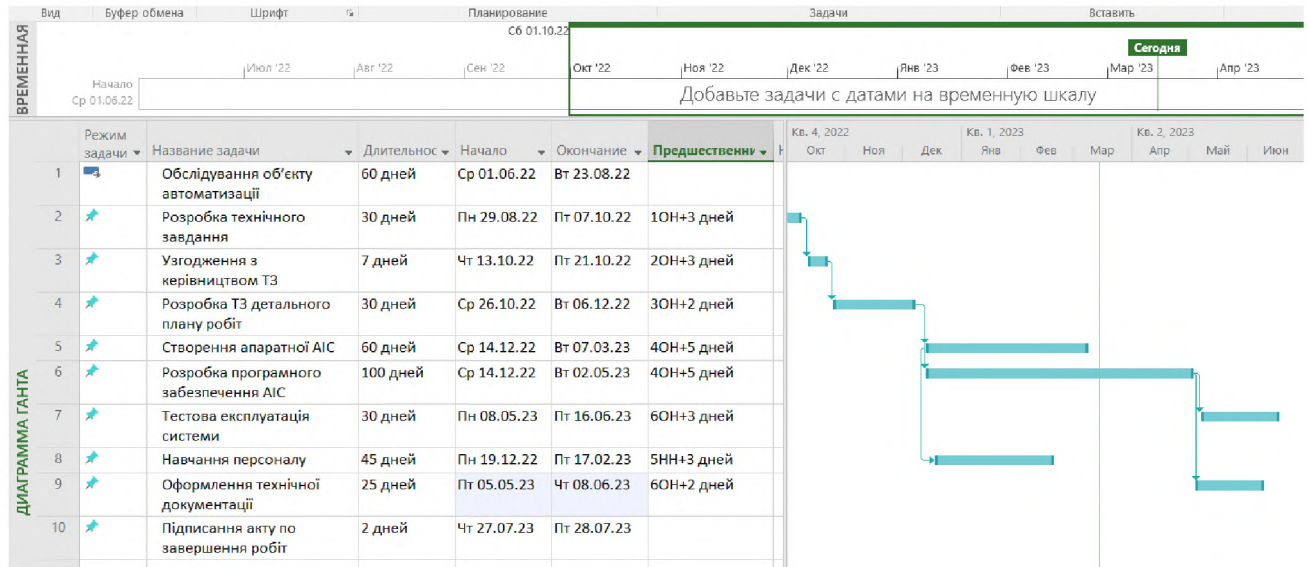 Вид Буфер обмена Шрифт Планирование Задачи Вставить
ВРЕМЕННАЯ
Сб 01.10.22
Сегодня
Июл '22 Авг '22 Сен '22 Окт '22 Ноя '22 Дек '22 Янв '23 Фев '23 Мар '23 Апр '23
Начало
Ср 01.06.22
Добавьте задачи с датами на временную шкалу
ДИАГРАММА ГАНТА
Режим
задачи Название задачи Длительнос Начало Окончание Предшественни Н
Кв. 4, 2022 Кв. 1, 2023 Кв. 2, 2023
Окт Ноя Дек Янв Фев Мар Апр Май Июн
1 Обслідування об’єкту 60 дней Ср 01.06.22 Вт 23.08.22
автоматизації
2 Розробка технічного 30 дней Пн 29.08.22 Пт 07.10.22 1ОН+3 дней
завдання
3 Узгодження з 7 дней Чт 13.10.22 Пт 21.10.22 2ОН+3 дней
керівництвом ТЗ
4 Розробка ТЗ детального 30 дней Ср 26.10.22 Вт 06.12.22 3ОН+2 дней
плану робіт
5 Створення апаратної АІС 60 дней Ср 14.12.22 Вт 07.03.23 4ОН+5 дней
6 Розробка програмного 100 дней Ср 14.12.22 Вт 02.05.23 4ОН+5 дней
забезпечення АІС
7 Тестова експлуатація 30 дней Пн 08.05.23 Пт 16.06.23 6ОН+3 дней
системи
8 Навчання персоналу 45 дней Пн 19.12.22 Пт 17.02.23 5НН+3 дней
9 Оформлення технічної 25 дней Пт 05.05.23 Чт 08.06.23 6ОН+2 дней
документації
10 Підписання акту по 2 дней Чт 27.07.23 Пт 28.07.23
завершення робіт